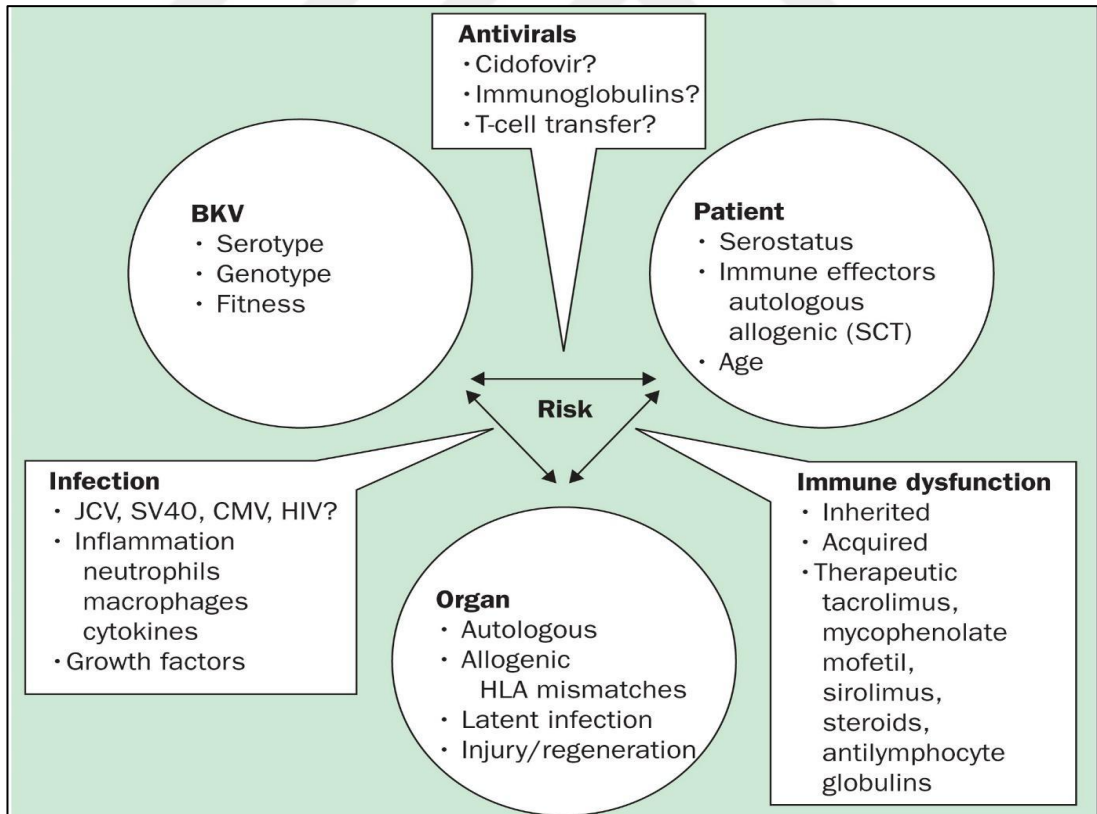 Antivirals
· Cidofovir?
· Immunoglobulins?
· T-cell transfer?
BKV
· Serotype
· Genotype
· Fitness
Patient
· Serostatus
· Immune effectors
autologous
allogenic (SCT)
· Age
Risk
Infection
· JCV, SV40, CMV, HIV?
· Inflammation
neutrophils
macrophages
cytokines
· Growth factors
Organ
· Autologous
· Allogenic
HLA mismatches
· Latent infection
· Injury/regeneration
Immune dysfunction
· Inherited
· Acquired
· Therapeutic
tacrolimus,
mycophenolate
mofetil,
sirolimus,
steroids,
antilymphocyte
globulins